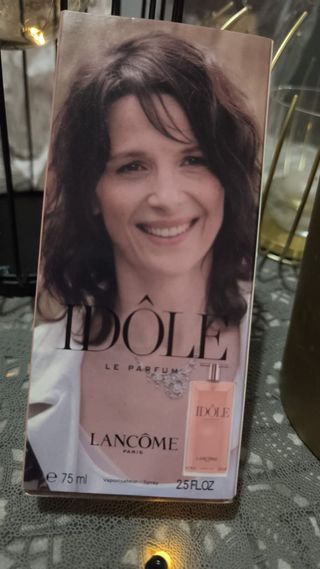 IDÔLE
LE PARFUM
IDÔLE
LANCÔME
PARIS
℮ 75 ml
Vaporisateur - Spray
2.5 FL.OZ